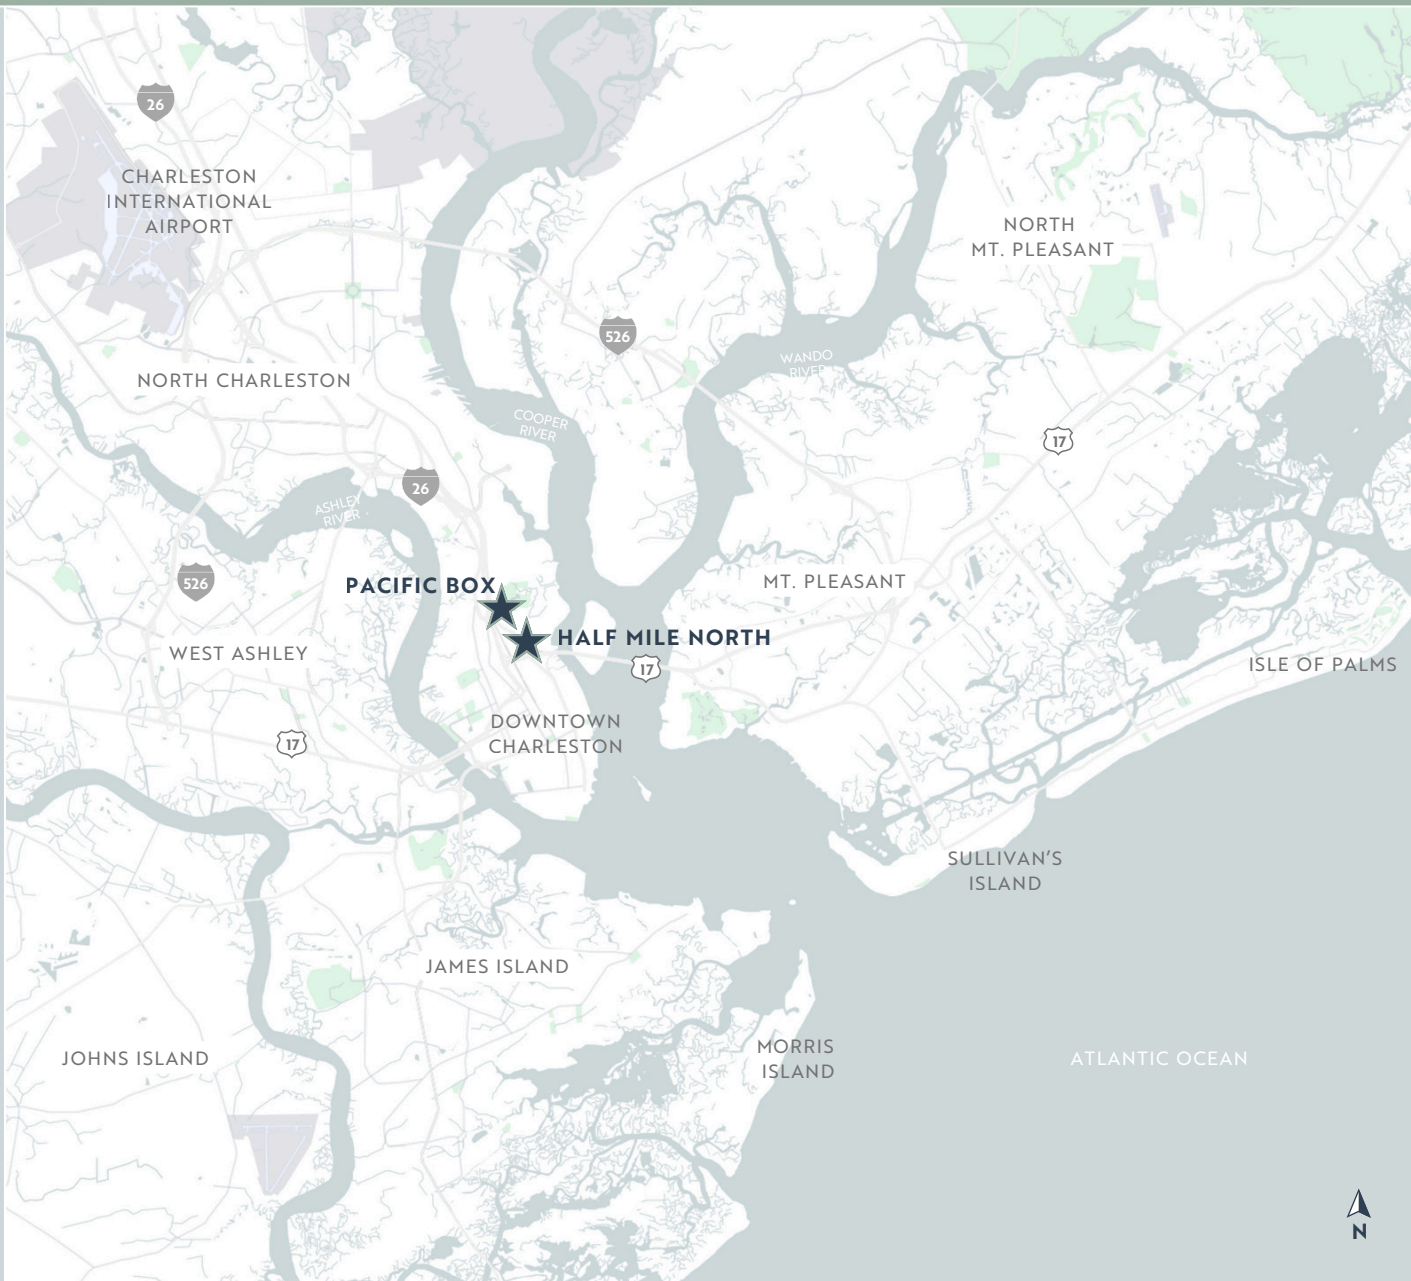 26
CHARLESTON
INTERNATIONAL
AIRPORT
NORTH
MT. PLEASANT
526
WANDO
RIVER
NORTH CHARLESTON
COOPER
RIVER
17
26
ASHLEY
RIVER
526
PACIFIC BOX
MT. PLEASANT
HALF MILE NORTH
WEST ASHLEY
17
ISLE OF PALMS
DOWNTOWN
CHARLESTON
17
SULLIVAN'S
ISLAND
JAMES ISLAND
MORRIS
ISLAND
JOHNS ISLAND
ATLANTIC OCEAN
N